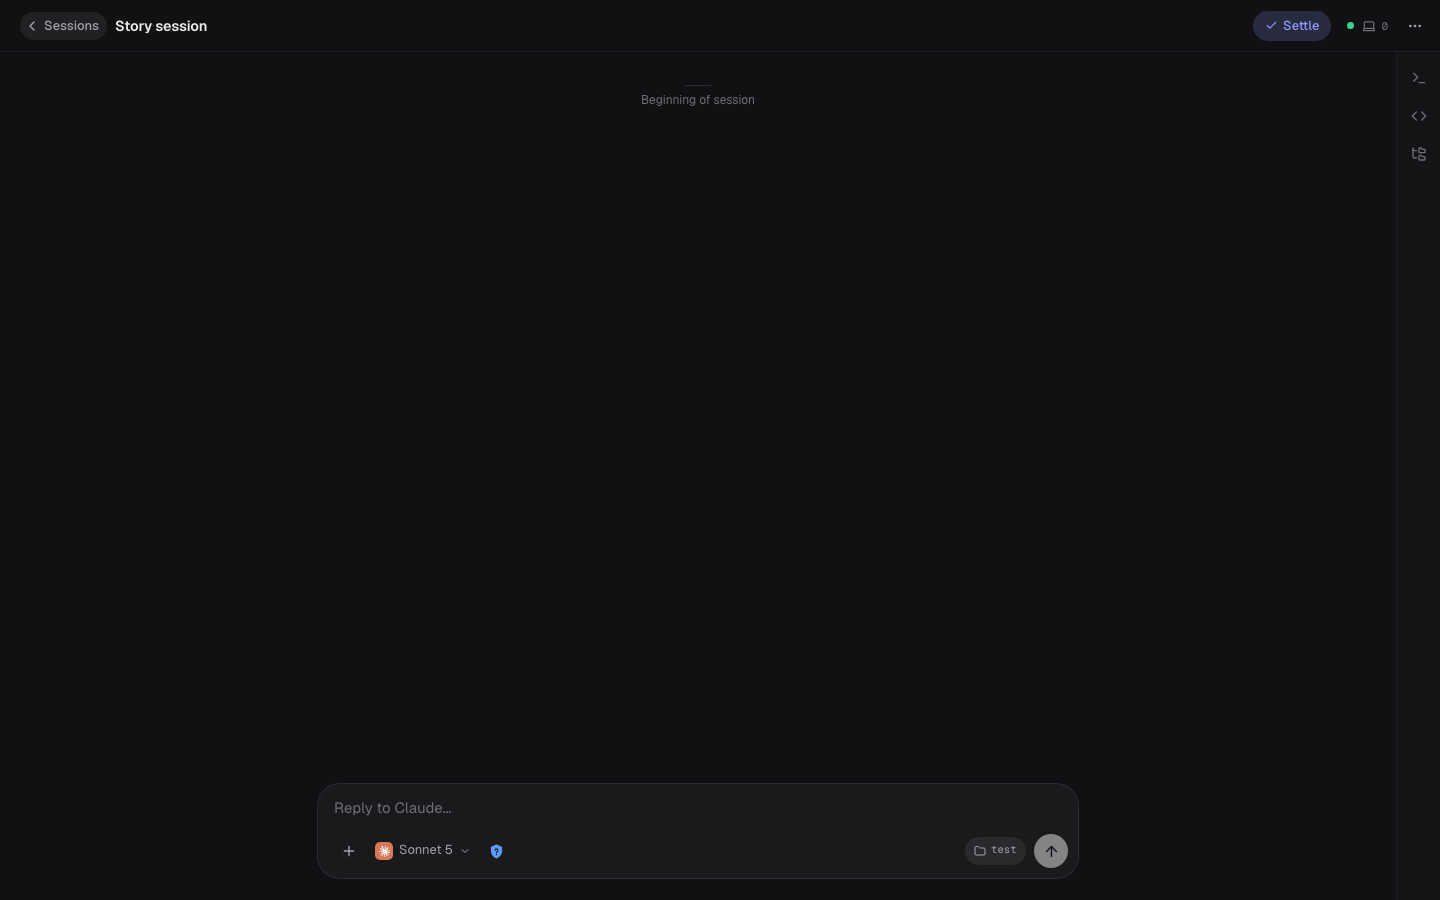 Sessions
Story session
Settle
0
Beginning of session
Reply to Claude...
Sonnet 5
test